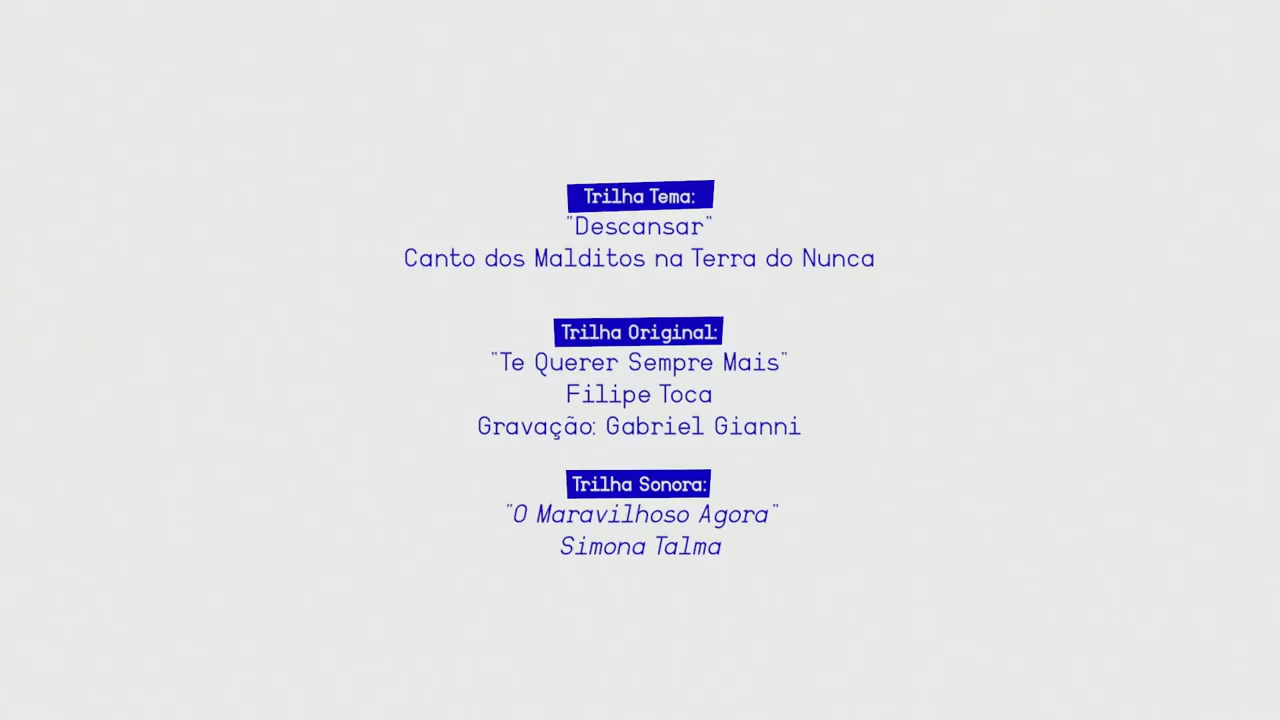 Trilha Tema:
"Descansar"
Canto dos Malditos na Terra do Nunca
Trilha Original:
"Te Querer Sempre Mais"
Filipe Toca
Gravação: Gabriel Gianni
Trilha Sonora:
"O Maravilhoso Agora"
Simona Talma